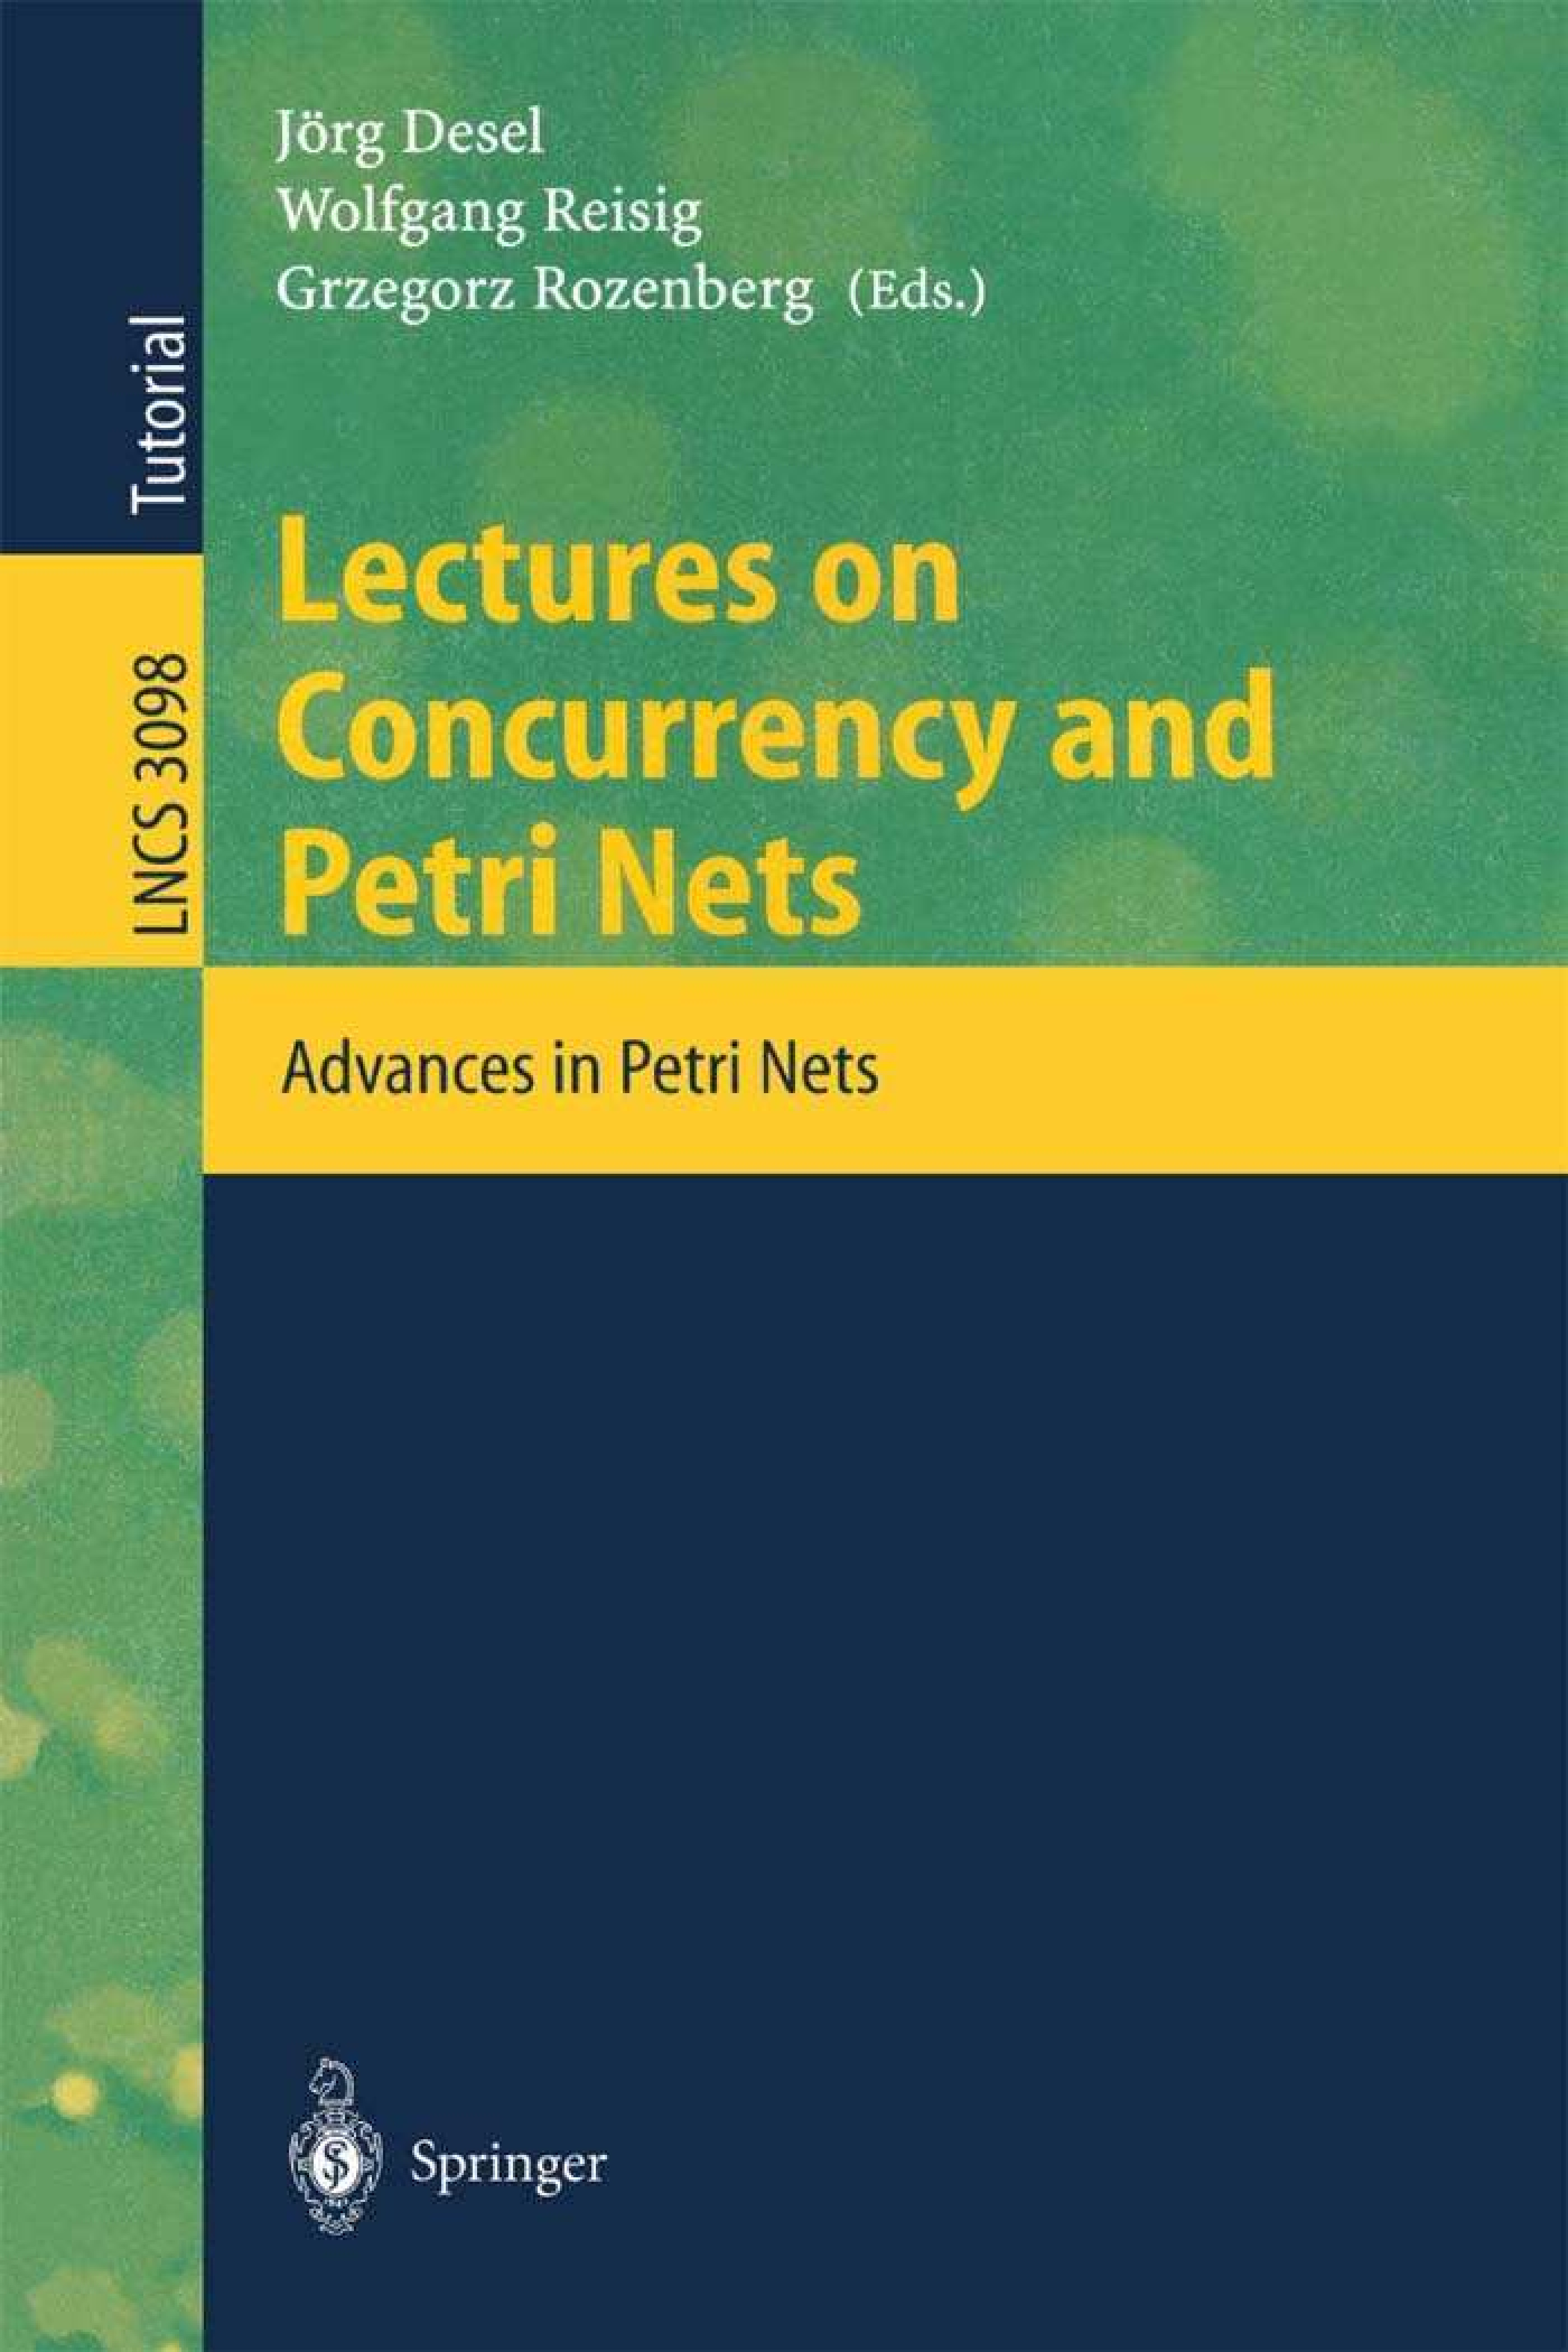 Jörg Desel
Wolfgang Reisig
Grzegorz Rozenberg (Eds.)
Tutorial
Lectures on
Concurrency and
Petri Nets
LNCS 3098
Advances in Petri Nets
Springer